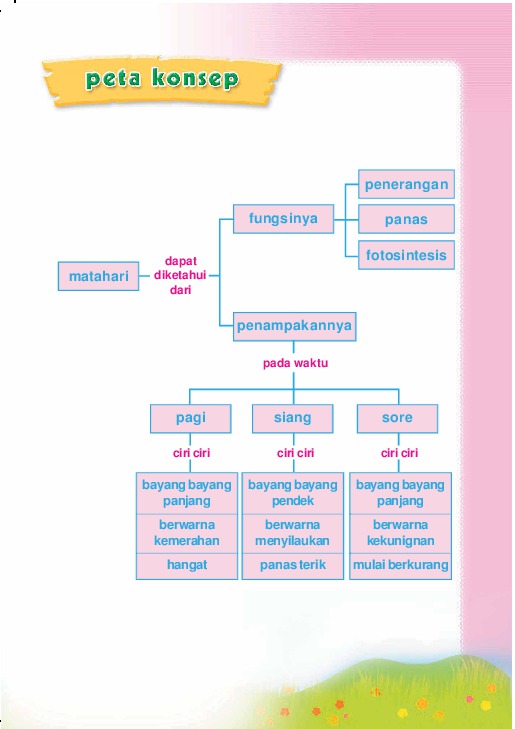 peta konsep
penerangan
fungsinya
panas
fotosintesis
matahari
dapat
diketahui
dari
penampakannya
pada waktu
pagi
siang
sore
ciri ciri
ciri ciri
ciri ciri
bayang bayang
panjang
berwarna
kemerahan
hangat
bayang bayang
pendek
berwarna
menyilaukan
panas terik
bayang bayang
panjang
berwarna
kekunignan
mulai berkurang